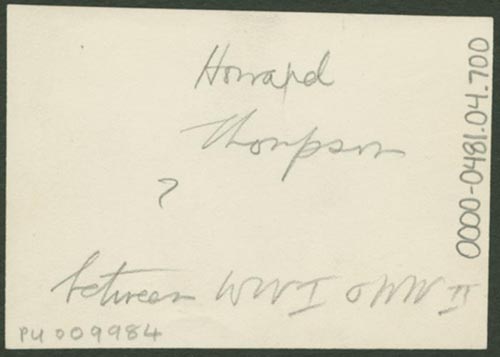 Howard
Thompson
?
between WWI & WW II
PU 009984
0000-0481.04.700